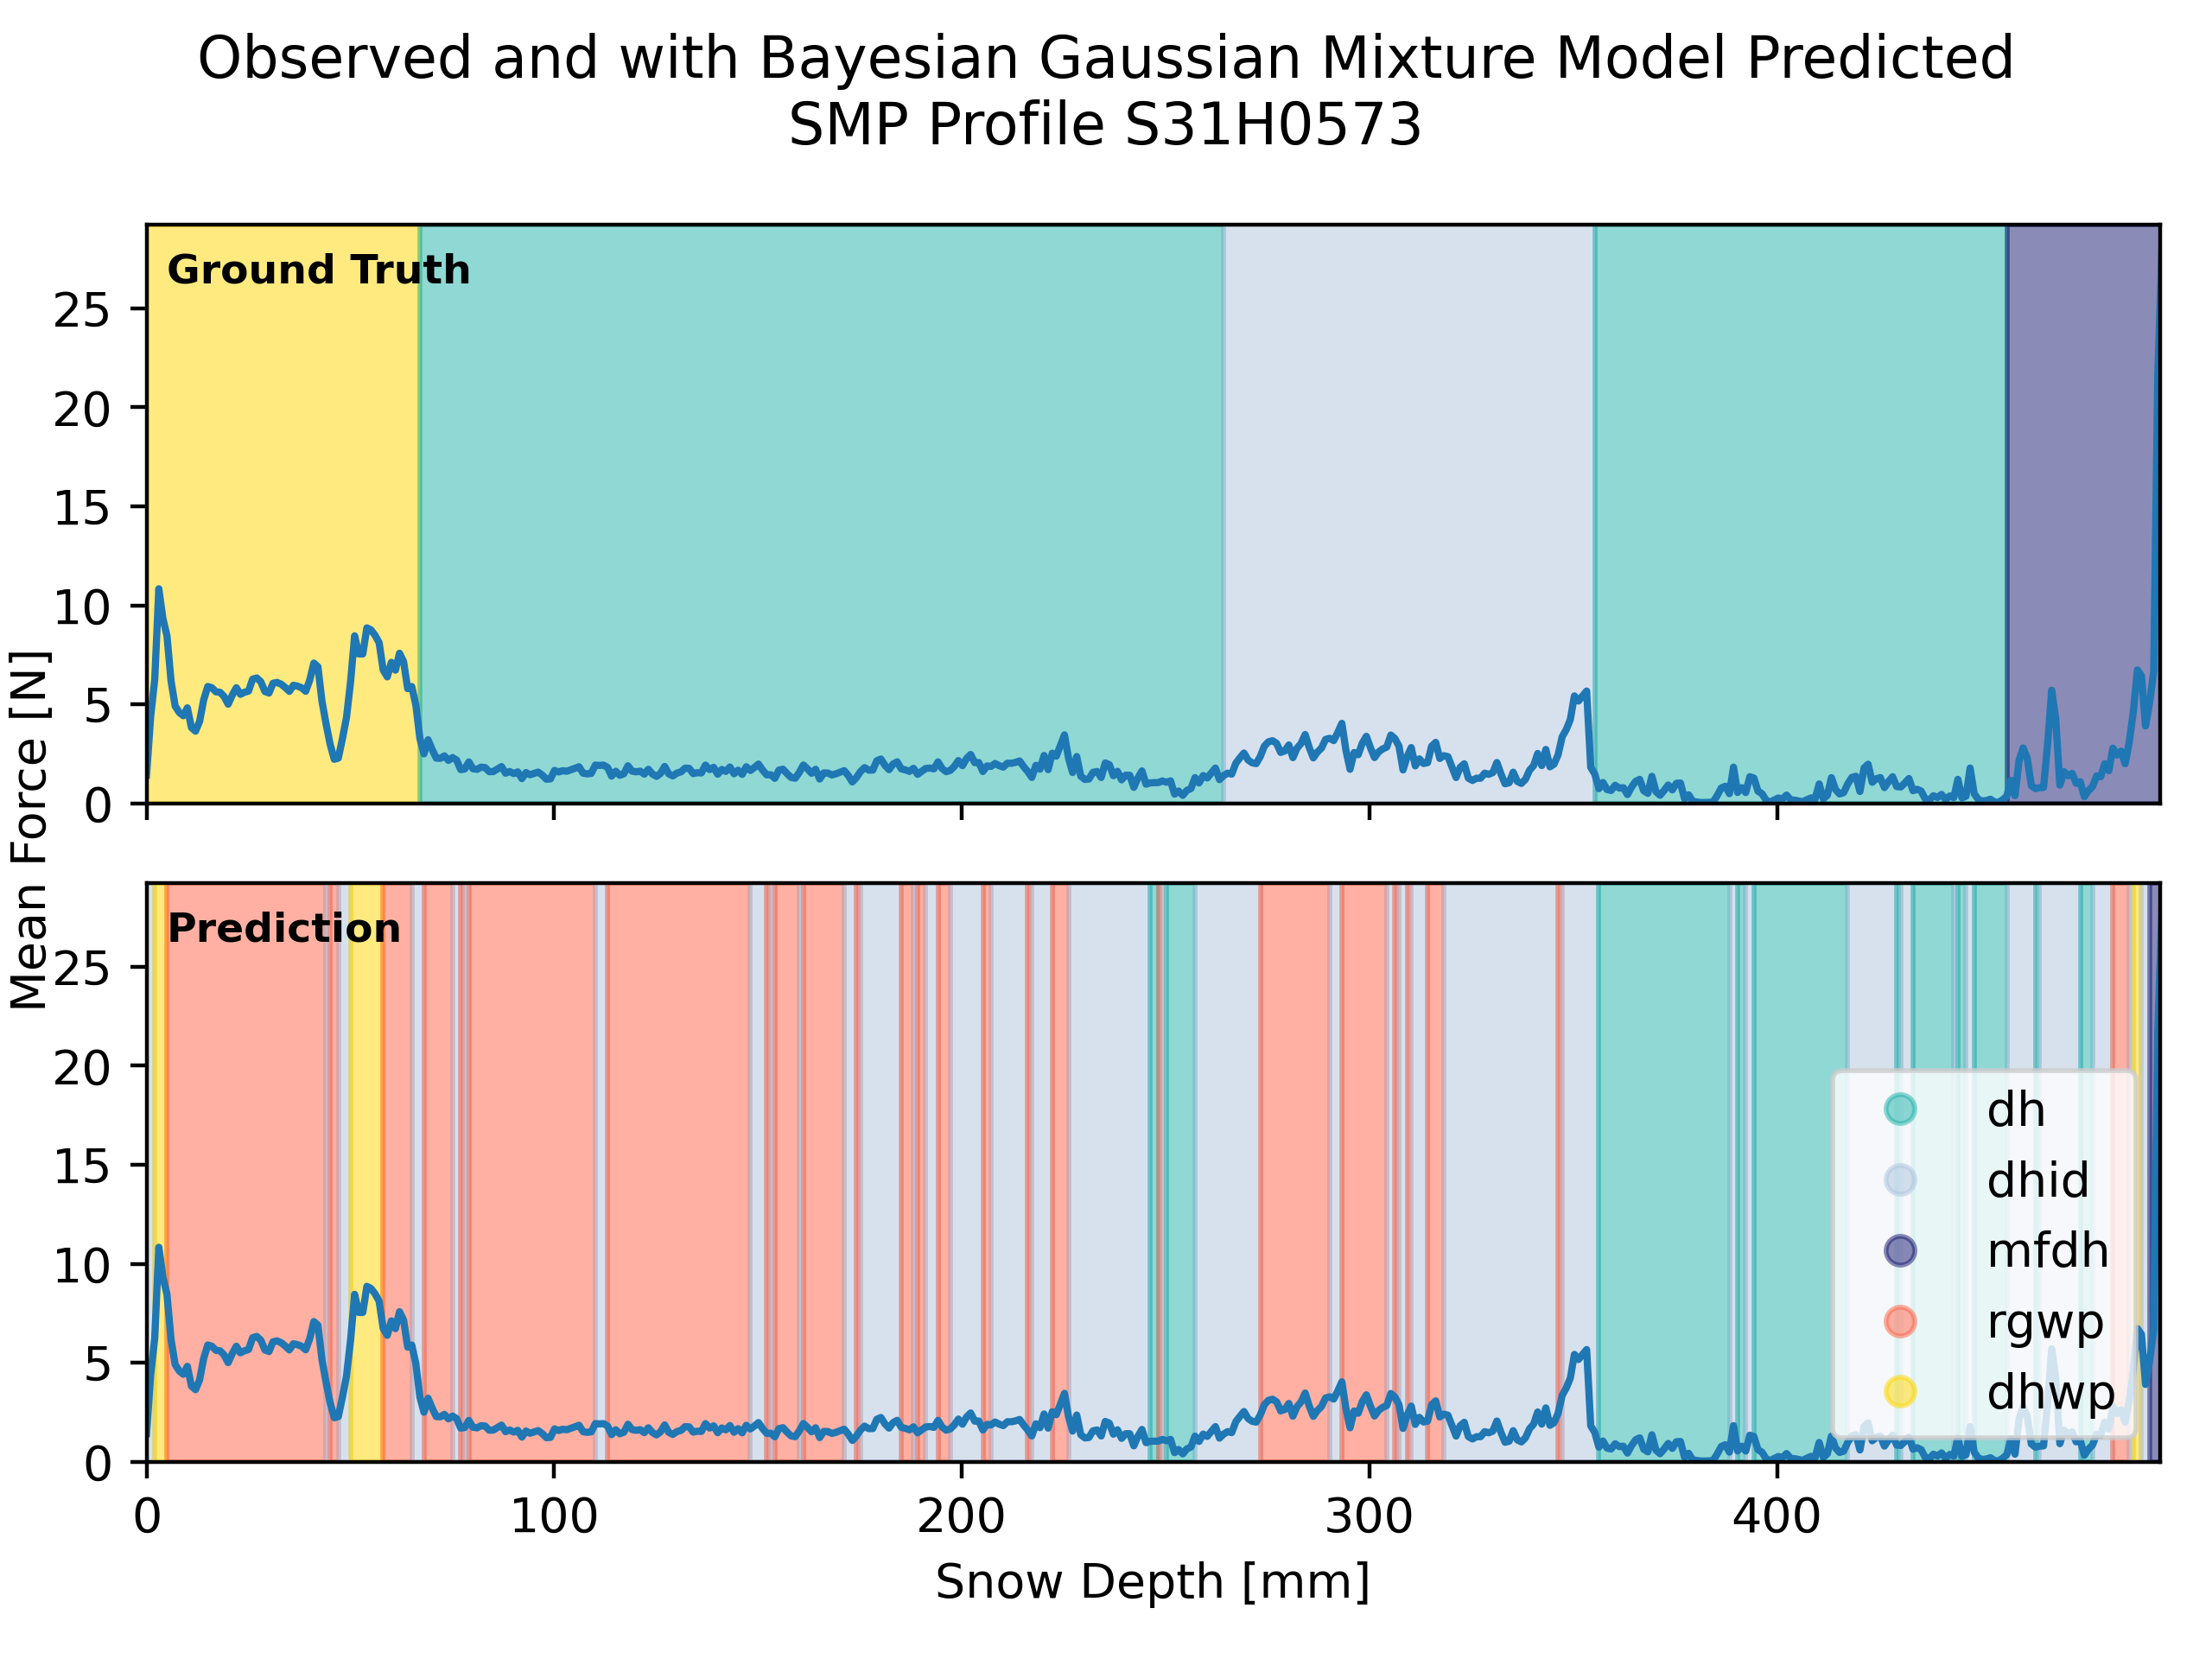 Observed and with Bayesian Gaussian Mixture Model Predicted
SMP Profile S31H0573
Mean Force [N]
Ground Truth
25
20
15
10
5
0
Prediction
25
20
15
10
5
0
dh
dhid
mfdh
rgwp
dhwp
0 100 200 300 400
Snow Depth [mm]